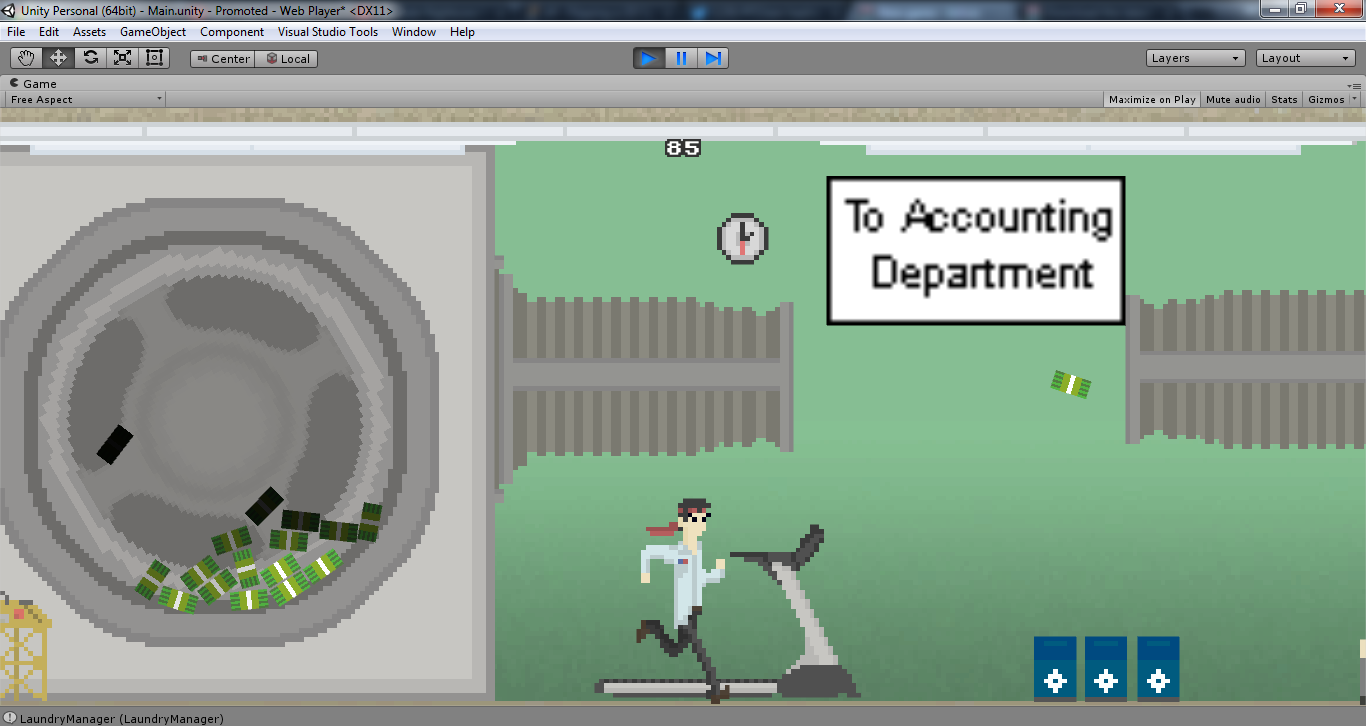 Unity Personal (64bit) - Main.unity - Promoted - Web Player* <DX11>
File Edit Assets GameObject Component Visual Studio Tools Window Help
Center Local Layers Layout
Game
Free Aspect Maximize on Play Mute audio Stats Gizmos
85
To Accounting
Department
LaundryManager (LaundryManager)